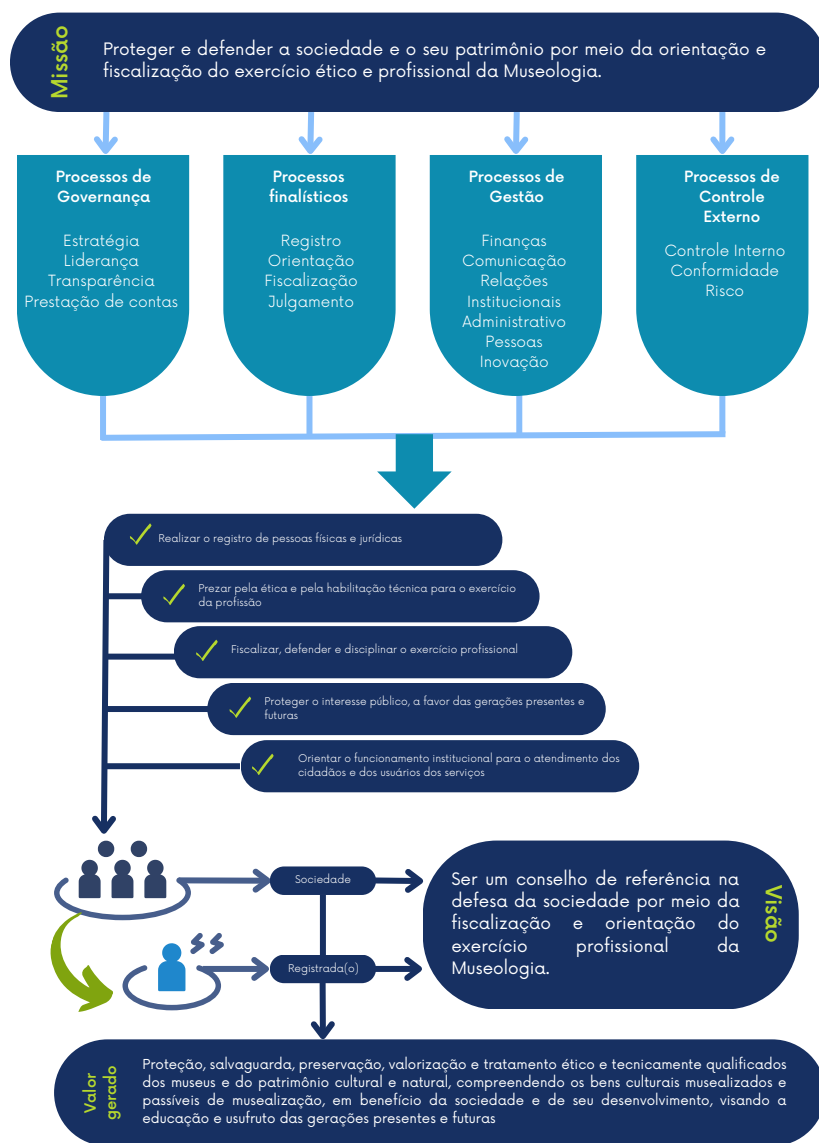 Missão
Proteger e defender a sociedade e o seu patrimônio por meio da orientação e
fiscalização do exercício ético e profissional da Museologia.
Processos de
Governança
Estratégia
Liderança
Transparência
Prestação de contas
Processos
finalísticos
Registro
Orientação
Fiscalização
Julgamento
Processos de
Gestão
Finanças
Comunicação
Relações
Institucionais
Administrativo
Pessoas
Inovação
Processos de
Controle
Externo
Controle Interno
Conformidade
Risco
Realizar o registro de pessoas físicas e jurídicas
Prezar pela ética e pela habilitação técnica para o exercício
da profissão
Fiscalizar, defender e disciplinar o exercício profissional
Proteger o interesse público, a favor das gerações presentes e
futuras
Orientar o funcionamento institucional para o atendimento dos
cidadãos e dos usuários dos serviços
Sociedade
Registrada(o)
Ser um conselho de referência na
defesa da sociedade por meio da
fiscalização e orientação do
exercício profissional da
Museologia.
Visão
Valor
gerado
Proteção, salvaguarda, preservação, valorização e tratamento ético e tecnicamente qualificados
dos museus e do patrimônio cultural e natural, compreendendo os bens culturais musealizados e
passíveis de musealização, em benefício da sociedade e de seu desenvolvimento, visando a
educação e usufruto das gerações presentes e futuras